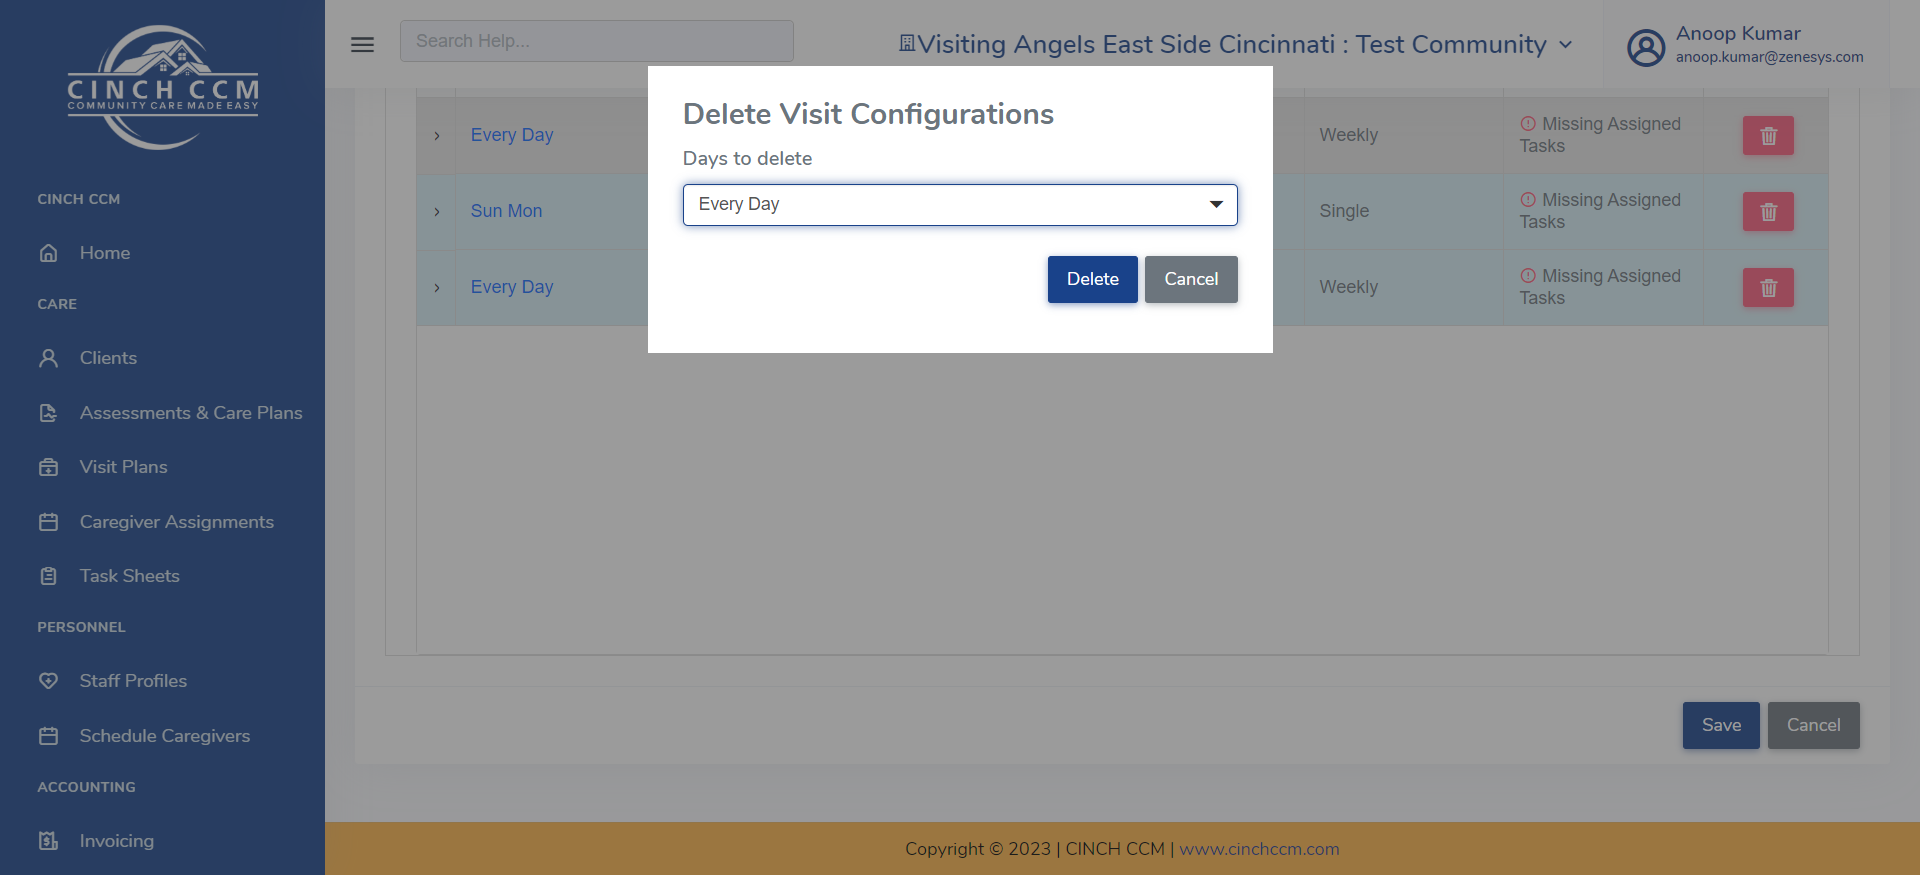 CINCH CCM
COMMUNITY CARE MADE EASY
CINCH CCM
Home
CARE
Clients
Assessments & Care Plans
Visit Plans
Caregiver Assignments
Task Sheets
PERSONNEL
Staff Profiles
Schedule Caregivers
ACCOUNTING
Invoicing
Search Help...
Visiting Angels East Side Cincinnati : Test Community
Anoop Kumar
anoop.kumar@zenesys.com
Delete Visit Configurations
Days to delete
Every Day
Delete Cancel
Every Day Weekly Missing Assigned
Tasks
Sun Mon Single Missing Assigned
Tasks
Every Day Weekly Missing Assigned
Tasks
Save Cancel
Copyright © 2023 | CINCH CCM | www.cinchccm.com